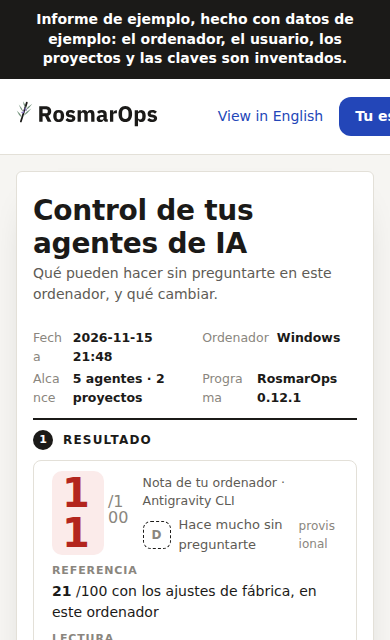 Informe de ejemplo, hecho con datos de
ejemplo: el ordenador, el usuario, los
proyectos y las claves son inventados.
RosmarOps
View in English
Tu es
Control de tus
agentes de IA
Qué pueden hacer sin preguntarte en este
ordenador, y qué cambiar.
Fech
a
2026-11-15
21:48
Ordenador Windows
Alca
nce
5 agentes · 2
proyectos
Progra
ma
RosmarOps
0.12.1
1 RESULTADO
1
1
/1
00
Nota de tu ordenador ·
Antigravity CLI
D
Hace mucho sin
preguntarte
provis
ional
REFERENCIA
21 /100 con los ajustes de fábrica, en
este ordenador
LECTURA